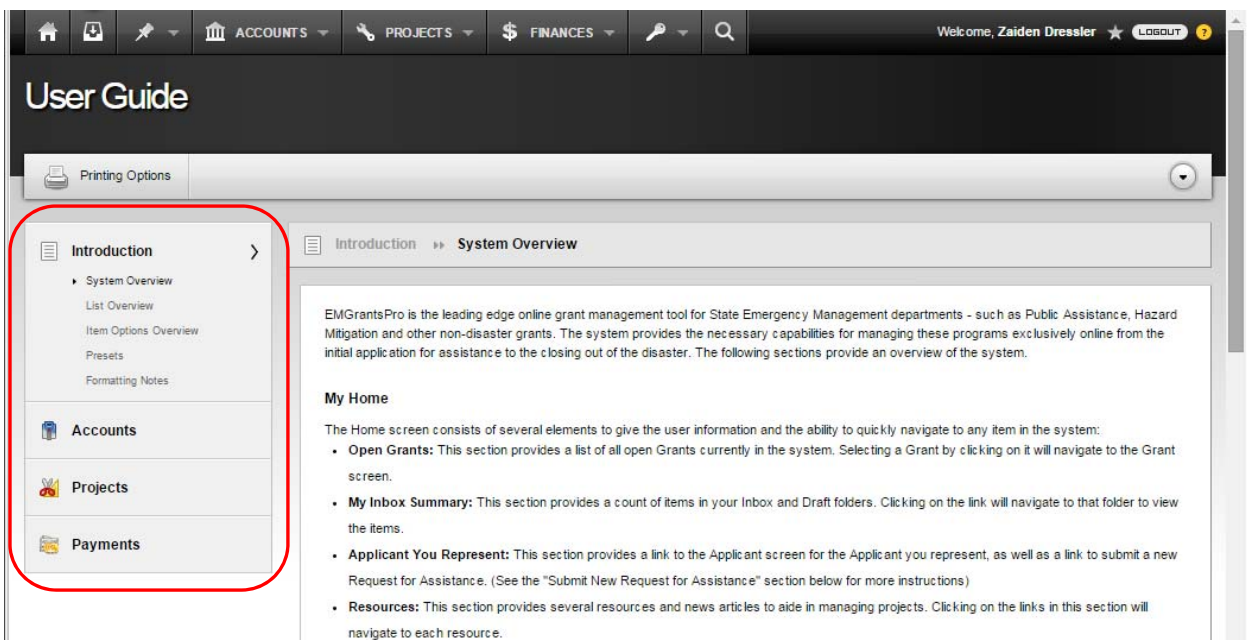 ACCOUNTS PROJECTS $ FINANCES Welcome, Zaiden Dressler LOGOUT ?
User Guide
Printing Options
Introduction
System Overview
List Overview
Item Options Overview
Presets
Formatting Notes
Accounts
Projects
Payments
Introduction System Overview
EMGrantsPro is the leading edge online grant management tool for State Emergency Management departments - such as Public Assistance, Hazard
Mitigation and other non-disaster grants. The system provides the necessary capabilities for managing these programs exclusively online from the
initial application for assistance to the closing out of the disaster. The following sections provide an overview of the system.
My Home
The Home screen consists of several elements to give the user information and the ability to quickly navigate to any item in the system:
• Open Grants: This section provides a list of all open Grants currently in the system. Selecting a Grant by clicking on it will navigate to the Grant
screen.
• My Inbox Summary: This section provides a count of items in your Inbox and Draft folders. Clicking on the link will navigate to that folder to view
the items.
• Applicant You Represent: This section provides a link to the Applicant screen for the Applicant you represent, as well as a link to submit a new
Request for Assistance. (See the "Submit New Request for Assistance" section below for more instructions)
• Resources: This section provides several resources and news articles to aide in managing projects. Clicking on the links in this section will
navigate to each resource.